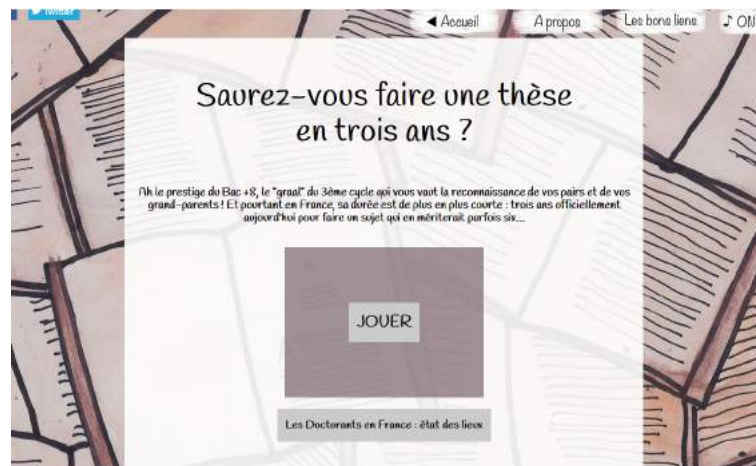 Twitter
◄ Accueil
A propos
Les bons liens
♪ ON
Saurez-vous faire une thèse
en trois ans ?
Ah le prestige du Bac +8, le "graal" du 3ème cycle qui vous vaut la reconnaissance de vos pairs et de vos
grand-parents ! Et pourtant en France, sa durée est de plus en plus courte : trois ans officiellement
aujourd'hui pour faire un sujet qui en mériterait parfois six...
JOUER
Les Doctorants en France : état des lieux